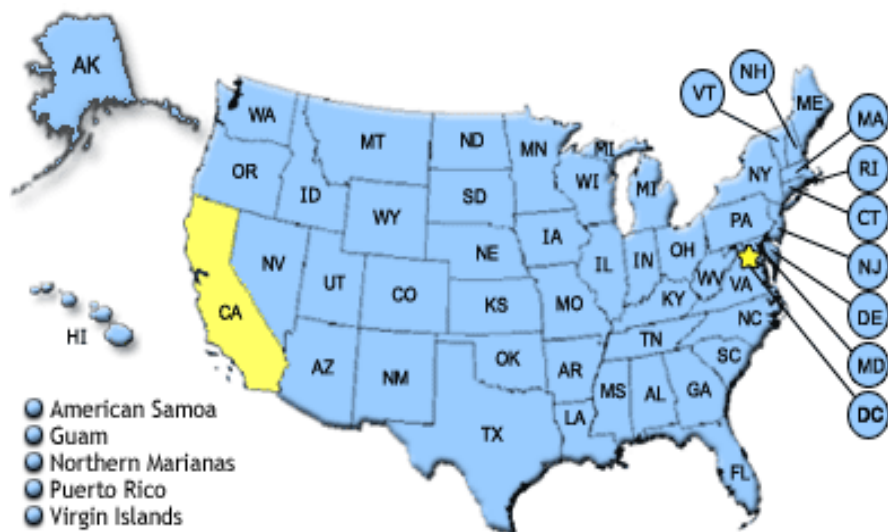 AK
NH
VT
ME
WA
MA
MT
ND
MN
MI
OR
RI
WI
MI
NY
ID
SD
CT
WY
PA
IA
NE
OH
NV
IL
IN
NJ
UT
WV
CO
VA
CA
KS
MO
KY
DE
NC
HI
TN
MD
OK
AZ
NM
AR
SC
MS
AL
GA
DC
LA
TX
FL
American Samoa
Guam
Northern Marianas
Puerto Rico
Virgin Islands